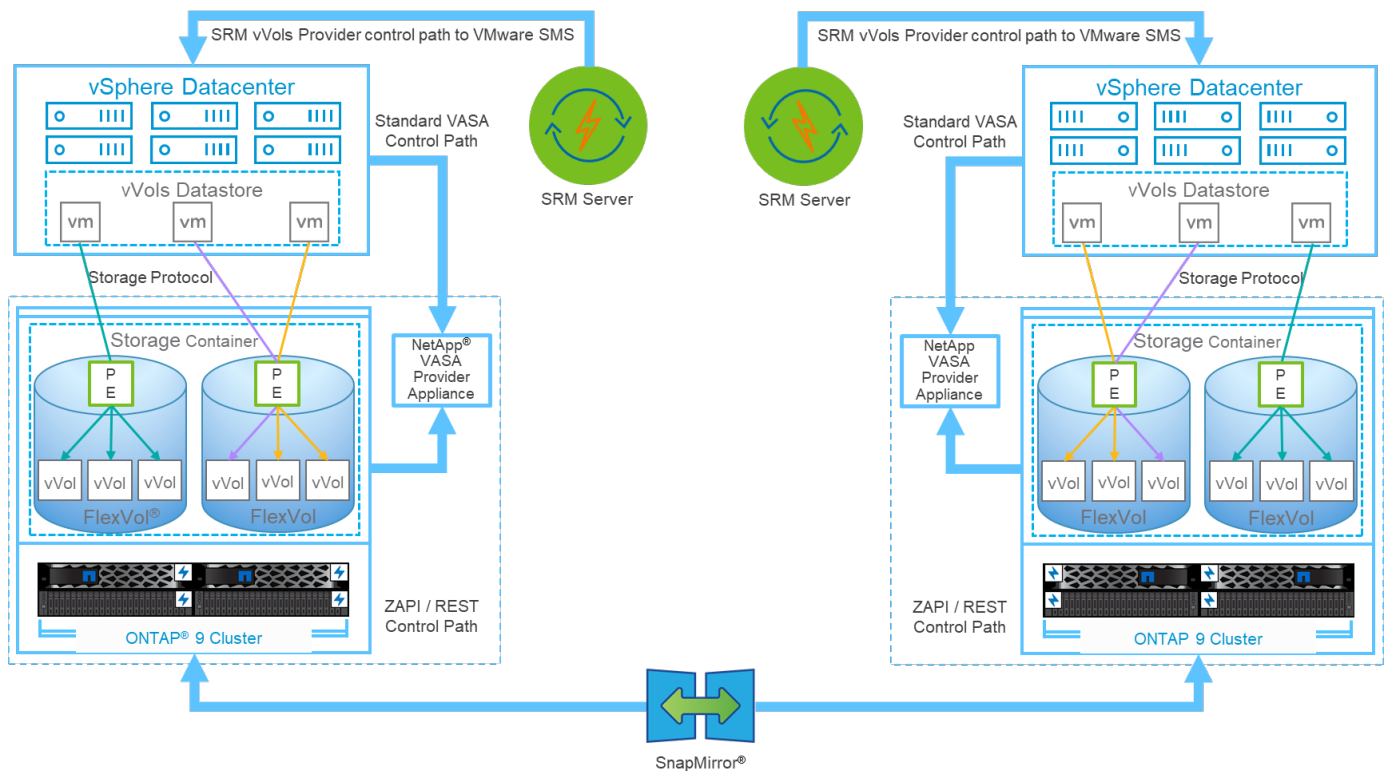 SRM vVols Provider control path to VMware SMS
vSphere Datacenter
Standard VASA
Control Path
SRM Server
vVols Datastore
vm
vm
vm
Storage Protocol
Storage Container
NetApp®
VASA
Provider
Appliance
P
E
P
E
vVol
vVol
vVol
vVol
vVol
vVol
FlexVol®
FlexVol
ZAPI / REST
Control Path
ONTAP® 9 Cluster
SRM vVols Provider control path to VMware SMS
vSphere Datacenter
Standard VASA
Control Path
SRM Server
vVols Datastore
vm
vm
vm
Storage Protocol
Storage Container
NetApp
VASA
Provider
Appliance
P
E
P
E
vVol
vVol
vVol
vVol
vVol
vVol
FlexVol
FlexVol
ZAPI / REST
Control Path
ONTAP 9 Cluster
SnapMirror®